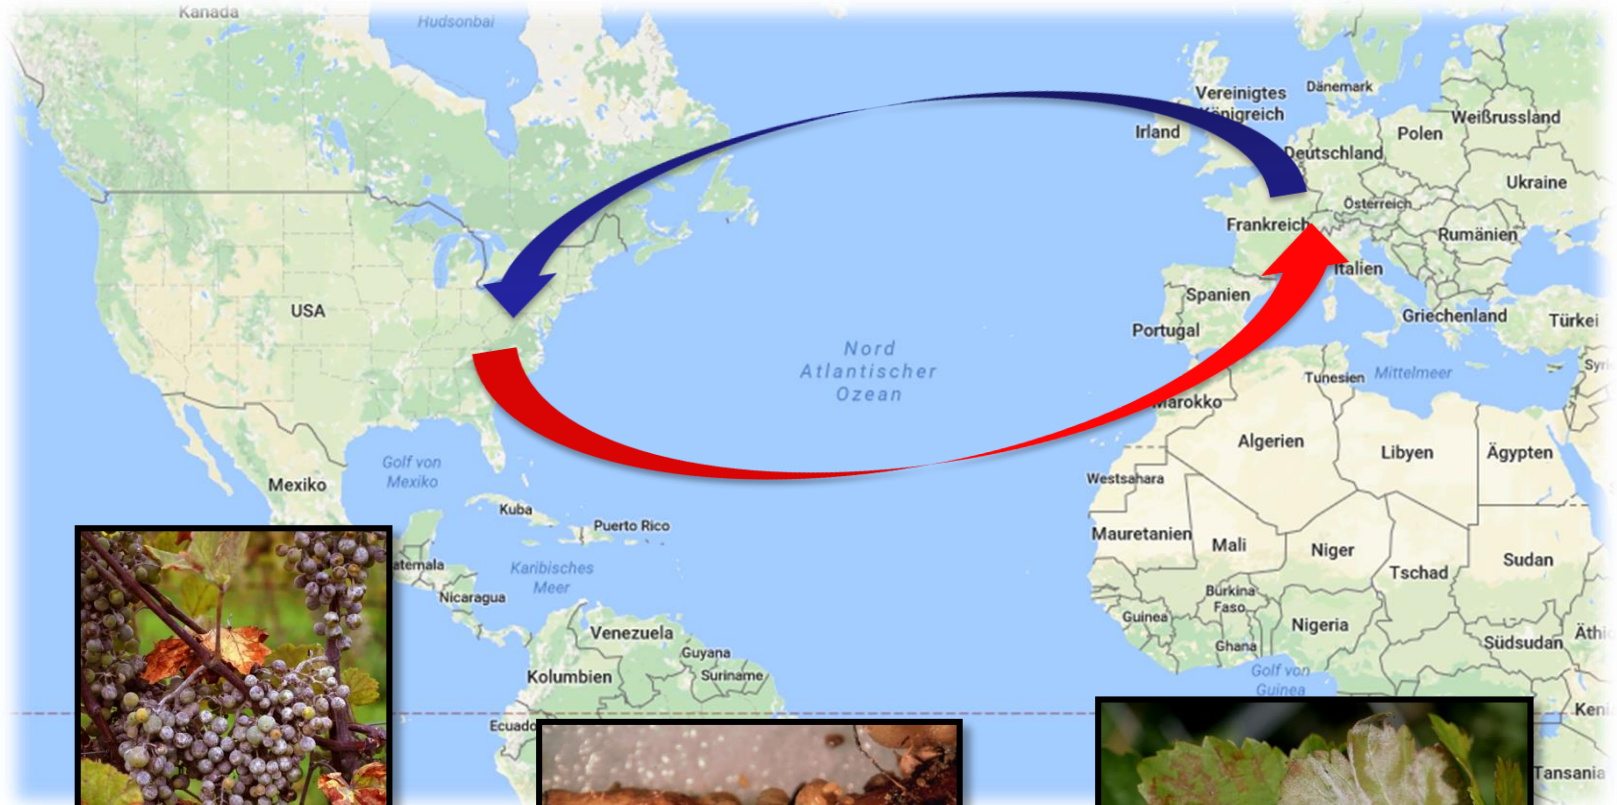 Kanada
Hudsonbai
Vereinigtes
Königreich
Dänemark
Irland
Weißrussland
Polen
Deutschland
Ukraine
Österreich
Frankreich
Rumänien
Italien
USA
Spanien
Griechenland
Türkei
Portugal
Nord
Atlantischer
Ozean
Tunesien
Mittelmeer
Marokko
Algerien
Libyen
Ägypten
Golf von
Mexiko
Mexiko
Westsahara
Kuba
Puerto Rico
Mauretanien
Mali
Niger
Tschad
Sudan
atemala
Karibisches
Meer
Nicaragua
Burkina
Faso
Guinea
Nigeria
Venezuela
Ghana
Südsudan
Guyana
Kolumbien
Suriname
Golf von
Guinea
Ecuado
Tansania